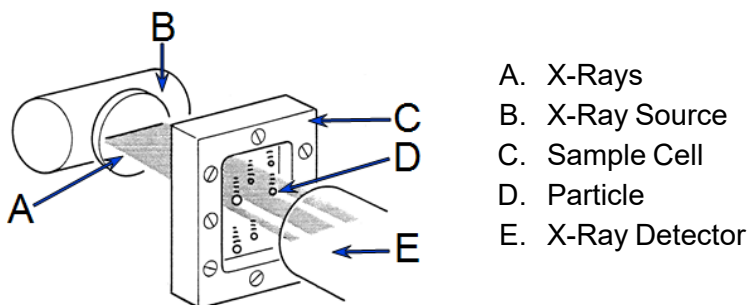 B
C
D
A
E
A. X-Rays
B. X-Ray Source
C. Sample Cell
D. Particle
E. X-Ray Detector